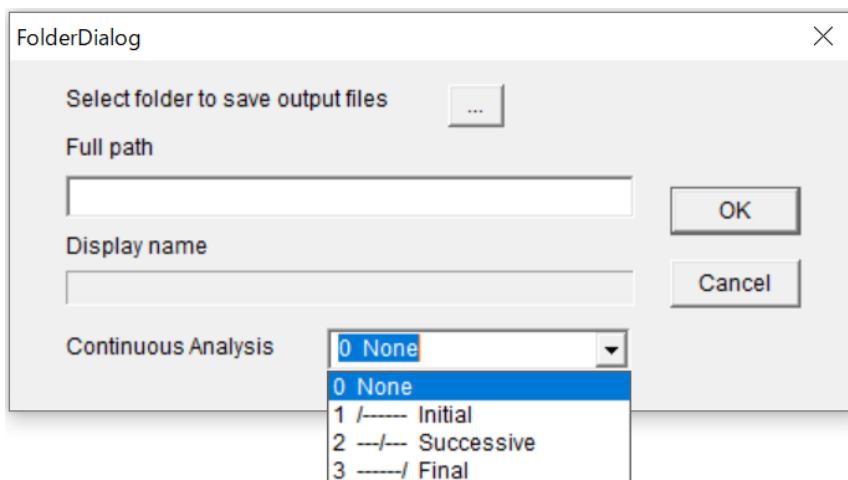 FolderDialog
Select folder to save output files ...
Full path
OK
Display name
Cancel
Continuous Analysis 0 None
0 None
1 /------ Initial
2 ---/--- Successive
3 ------/ Final